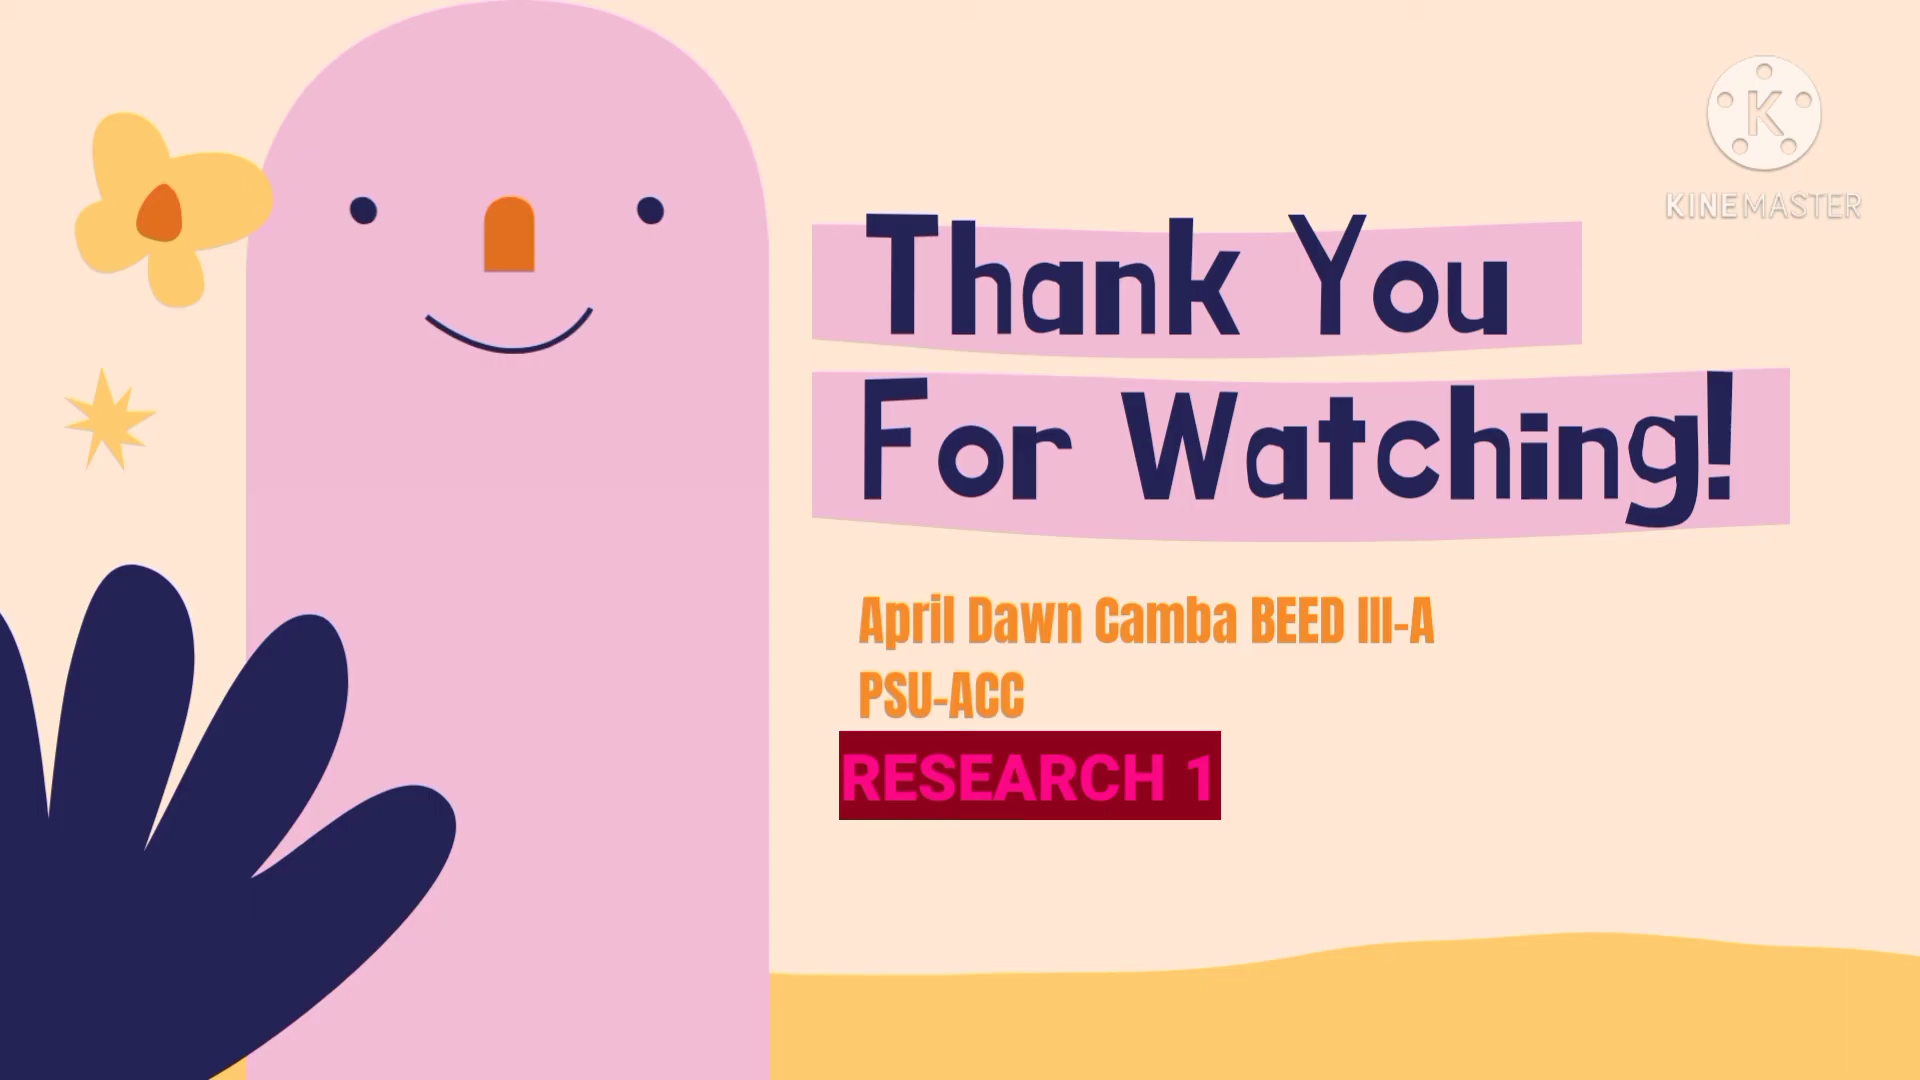 K
KINEMASTER
Thank You
For Watching!
April Dawn Camba BEED III-A
PSU-ACC
RESEARCH 1